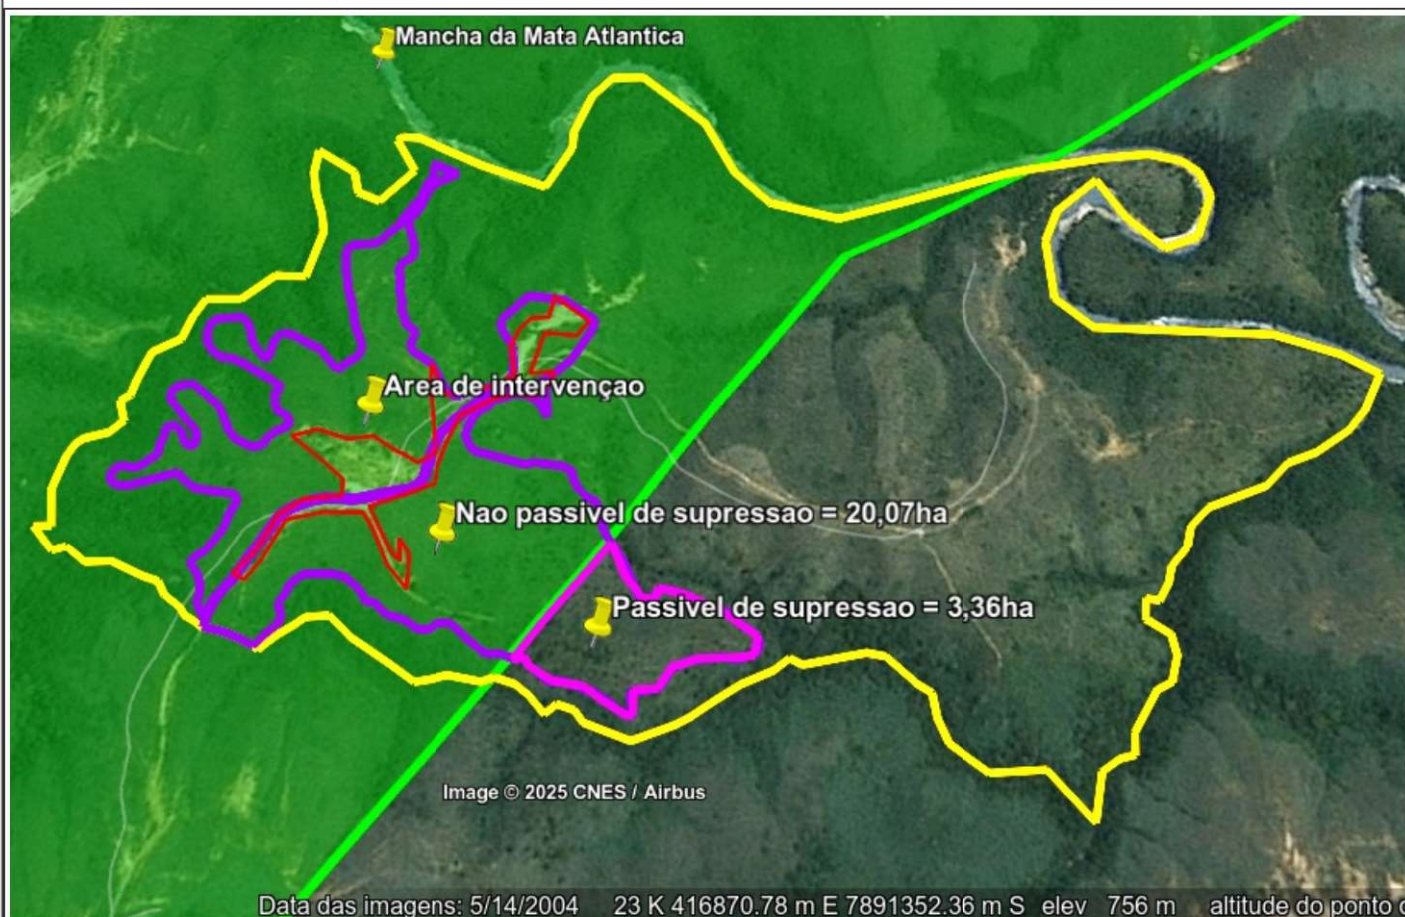 Mancha da Mata Atlantica
Area de intervençao
Nao passivel de supressao = 20,07ha
Passivel de supressao = 3,36ha
Image © 2025 CNES / Airbus
Data das imagens: 5/14/2004 23 K 416870.78 m E 7891352.36 m S elev 756 m altitude do ponto